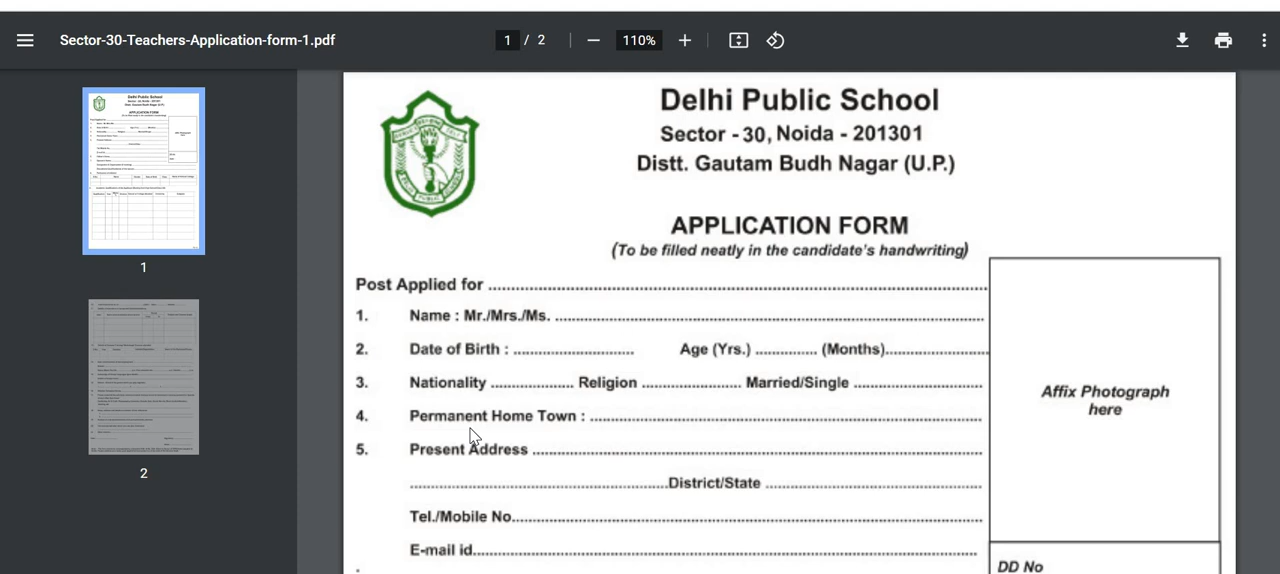 Sector-30-Teachers-Application-form-1.pdf
1 / 2
110%
Delhi Public School
Sector - 30, Noida - 201301
Distt. Gautam Budh Nagar (U.P.)
APPLICATION FORM
(To be filled neatly in the candidate's handwriting)
Post Applied for ................................................................
1. Name : Mr./Mrs./Ms. ................................................................
2. Date of Birth : .............................. Age (Yrs.) ............... (Months)..........................
3. Nationality .................... Religion ........................ Married/Single ................................
4. Permanent Home Town : ................................................................
5. Present Address ................................................................
................................................................District/State ................................................
Tel./Mobile No................................................................
E-mail id................................................................
Affix Photograph
here
DD No
1
2